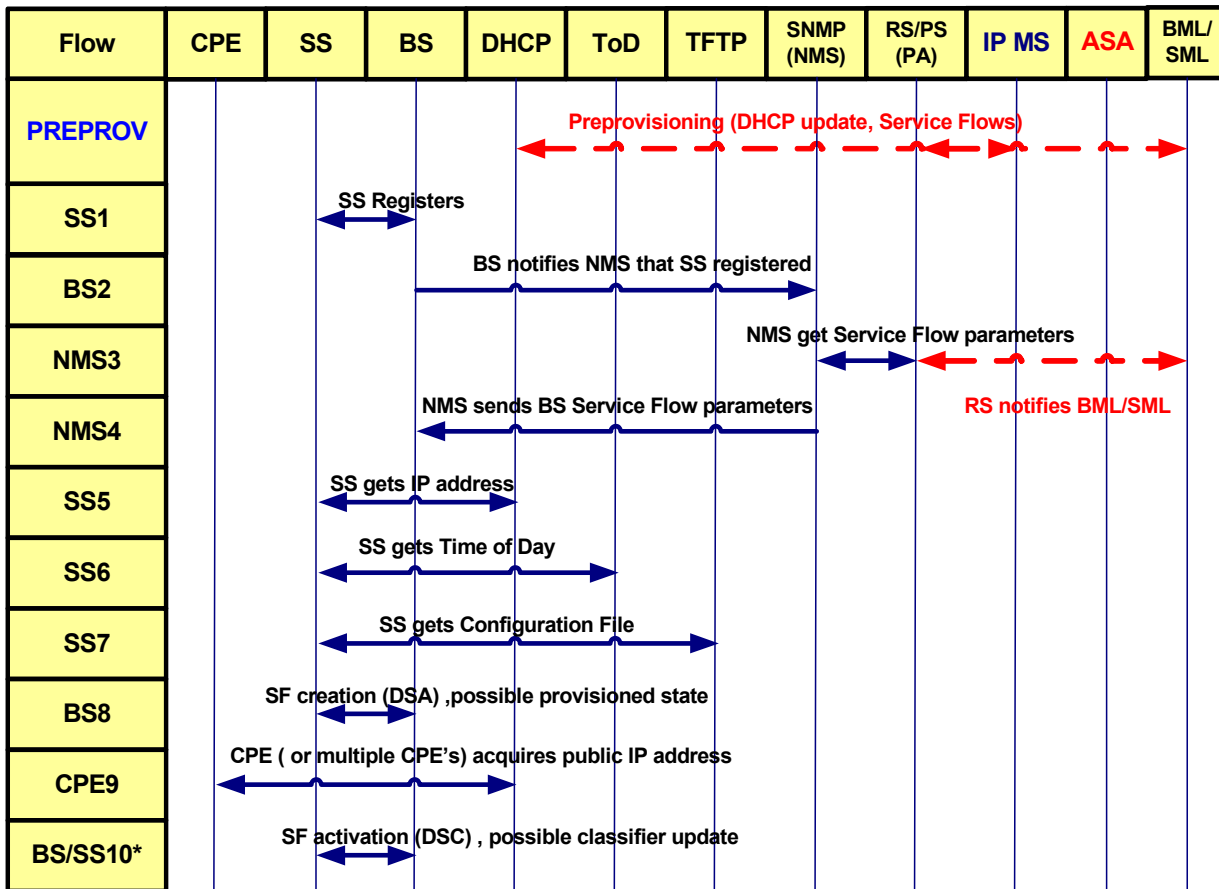 Flow CPE SS BS DHCP ToD TFTP SNMP (NMS) RS/PS (PA) IP MS ASA BML/ SML
PREPROV
Preprovisioning (DHCP update, Service Flows)
SS1
SS Registers
BS2
BS notifies NMS that SS registered
NMS3
NMS get Service Flow parameters
RS notifies BML/SML
NMS4
NMS sends BS Service Flow parameters
SS5
SS gets IP address
SS6
SS gets Time of Day
SS7
SS gets Configuration File
BS8
SF creation (DSA) ,possible provisioned state
CPE9
CPE ( or multiple CPE's) acquires public IP address
BS/SS10*
SF activation (DSC) , possible classifier update